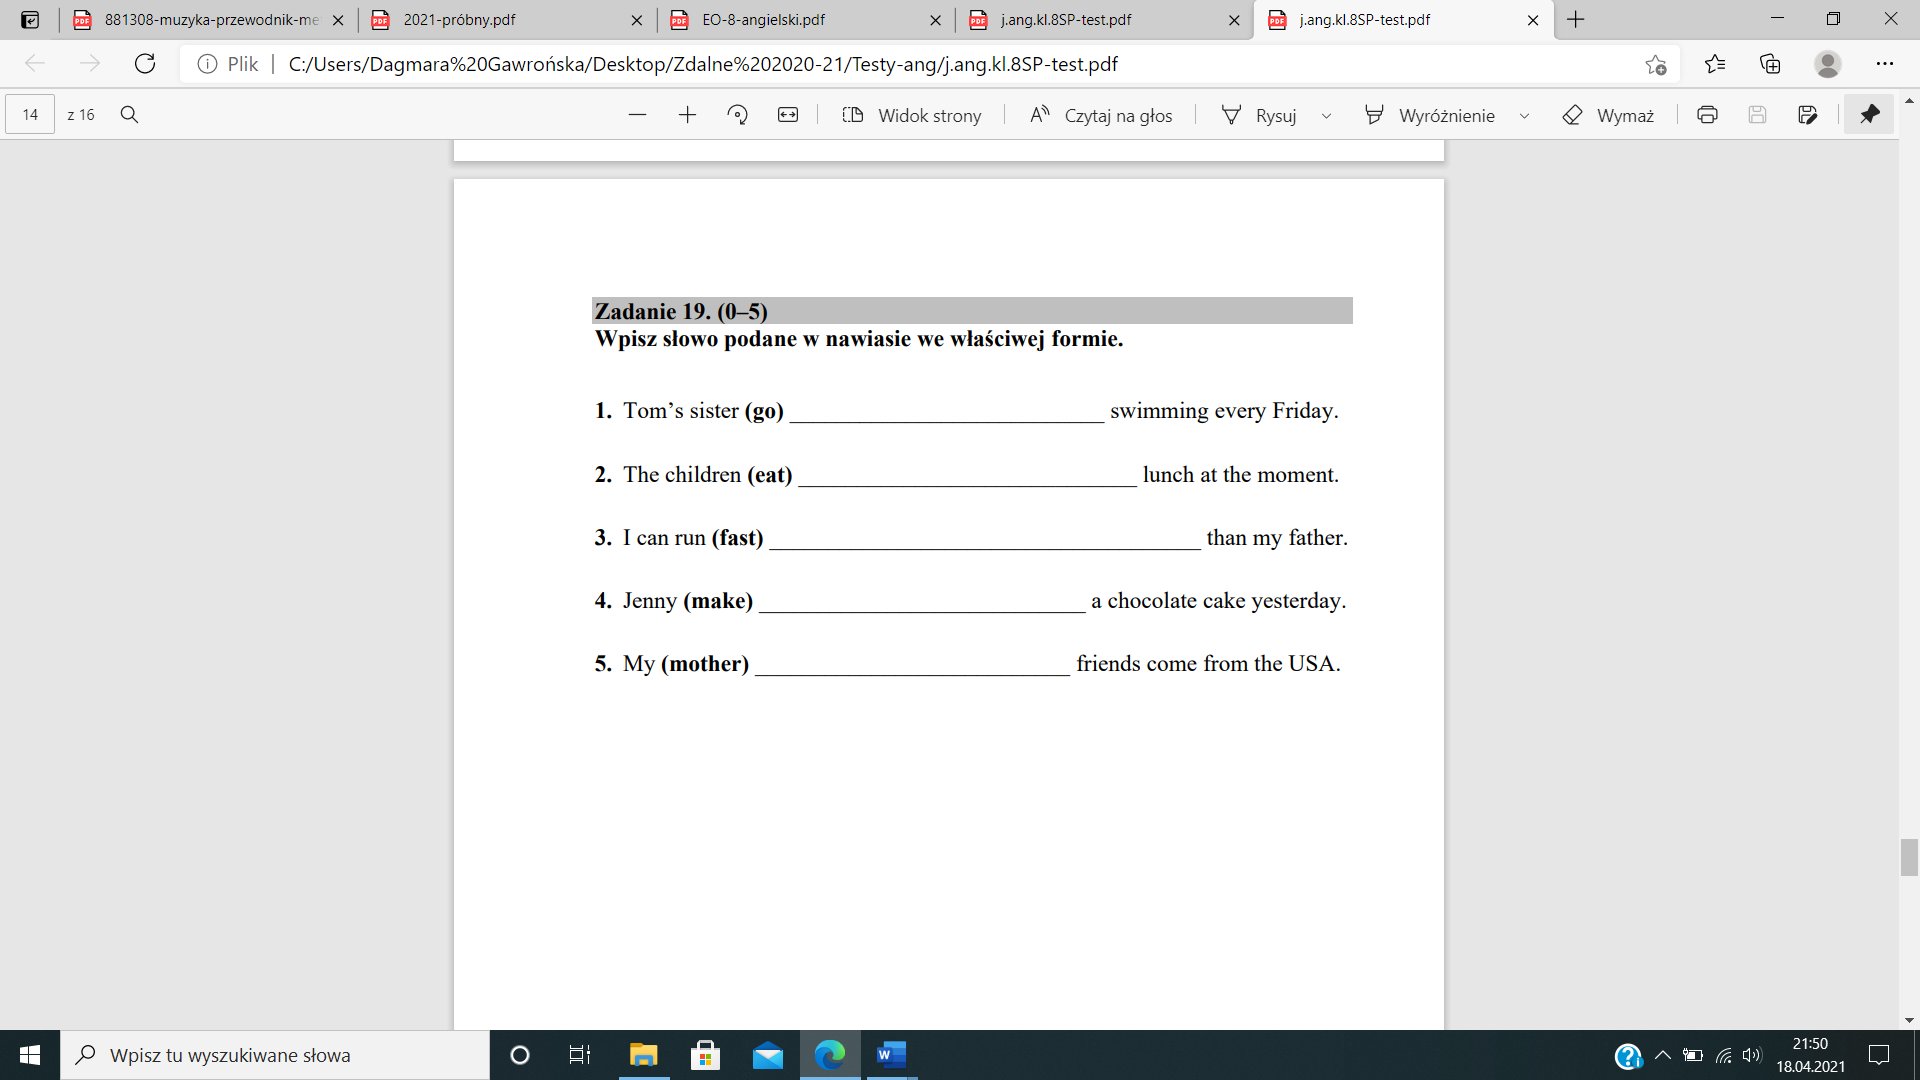 881308-muzyka-przewodnik-me
2021-próbny.pdf
EO-8-angielski.pdf
j.ang.kl.8SP-test.pdf
j.ang.kl.8SP-test.pdf
Plik | C:/Users/Dagmara%20Gawrońska/Desktop/Zdalne%202020-21/Testy-ang/j.ang.kl.8SP-test.pdf
14 z 16 Widok strony Czytaj na głos Rysuj Wyróżnienie Wymaż
Zadanie 19. (0–5)
Wpisz słowo podane w nawiasie we właściwej formie.
1. Tom’s sister (go) ___________________________ swimming every Friday.
2. The children (eat) _____________________________ lunch at the moment.
3. I can run (fast) _____________________________________ than my father.
4. Jenny (make) ____________________________ a chocolate cake yesterday.
5. My (mother) ___________________________ friends come from the USA.
Wpisz tu wyszukiwane słowa
21:50
18.04.2021